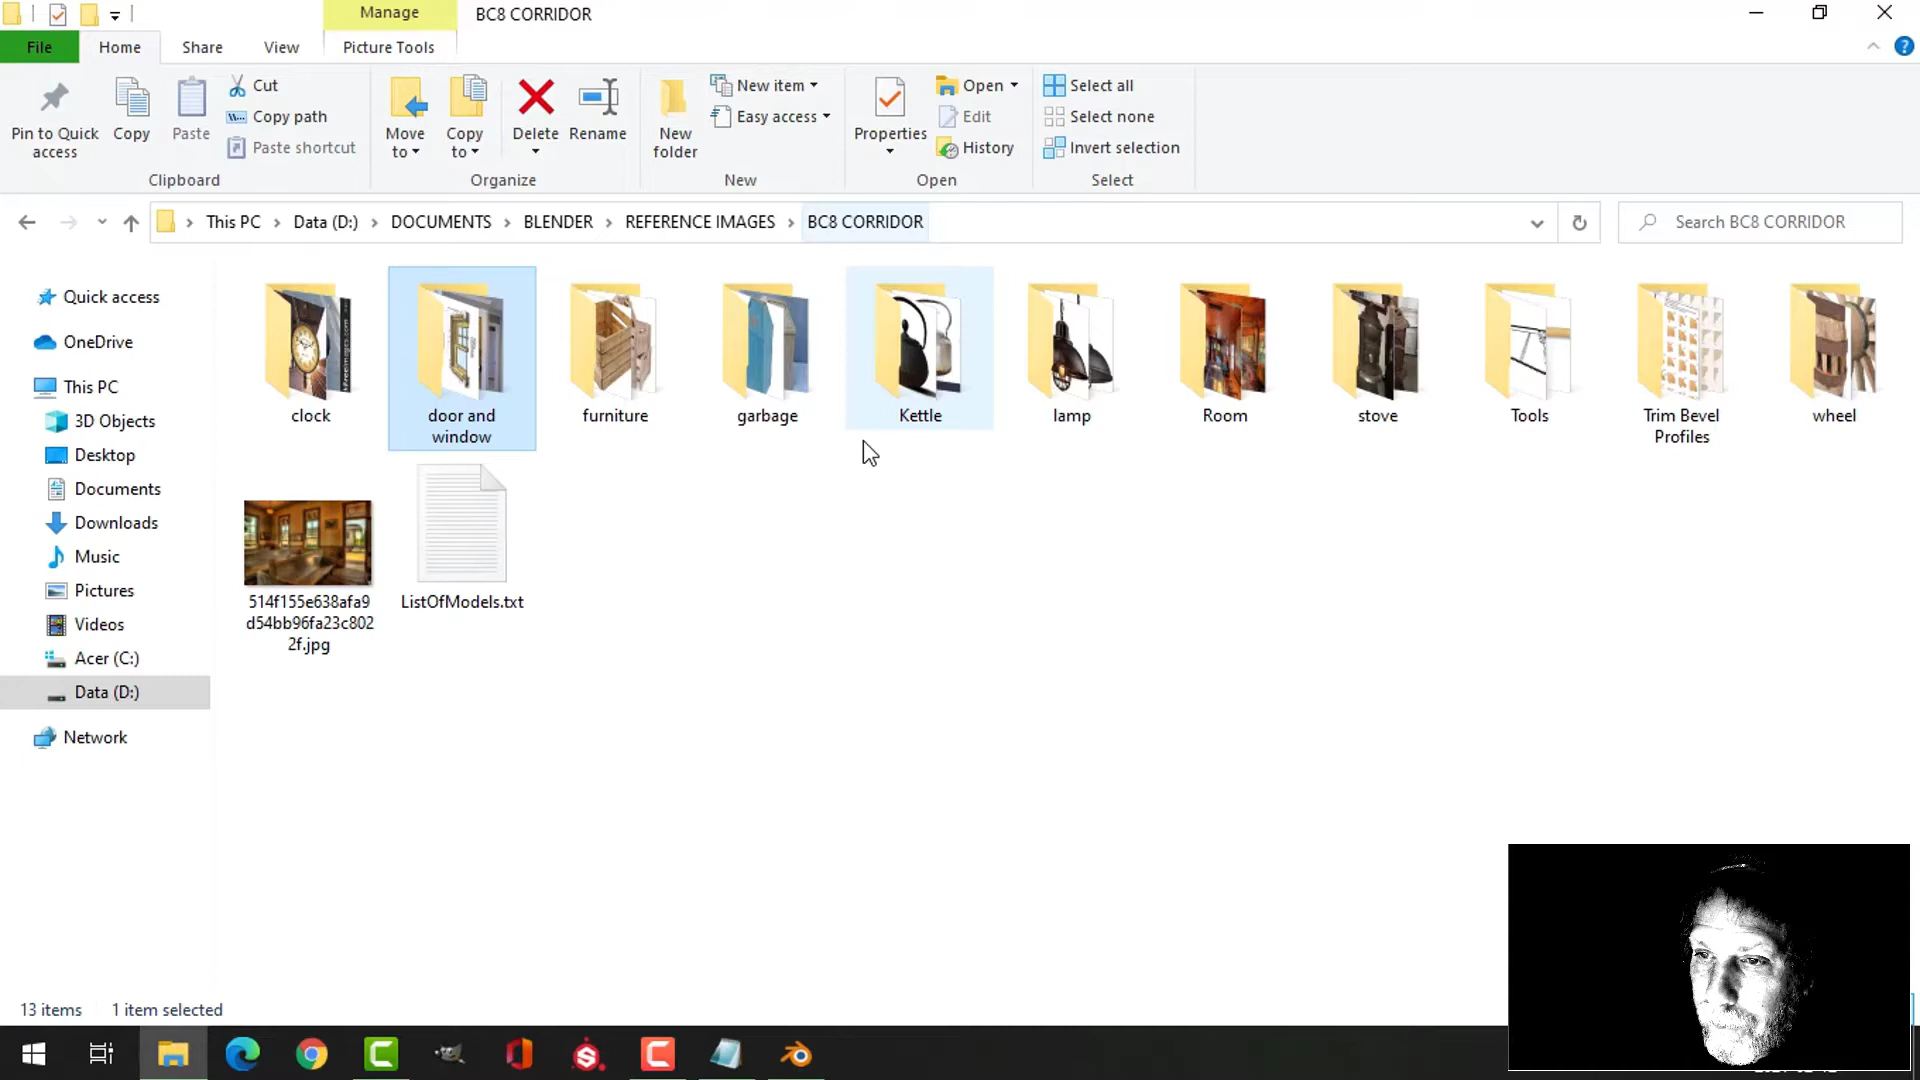 Manage
BC8 CORRIDOR
File
Home
Share
View
Picture Tools
Pin to Quick
access
Copy
Paste
Cut
Copy path
Paste shortcut
Clipboard
Move
to
Copy
to
Delete
Rename
Organize
New
folder
New item
Easy access
New
Properties
Open
Edit
History
Open
Select all
Select none
Invert selection
Select
This PC
Data (D:)
DOCUMENTS
BLENDER
REFERENCE IMAGES
BC8 CORRIDOR
Search BC8 CORRIDOR
Quick access
OneDrive
This PC
3D Objects
Desktop
Documents
Downloads
Music
Pictures
Videos
Acer (C:)
Data (D:)
Network
clock
door and
window
furniture
garbage
Kettle
lamp
Room
stove
Tools
Trim Bevel
Profiles
wheel
514f155e638afa9
d54bb96fa23c802
2f.jpg
ListOfModels.txt
13 items
1 item selected